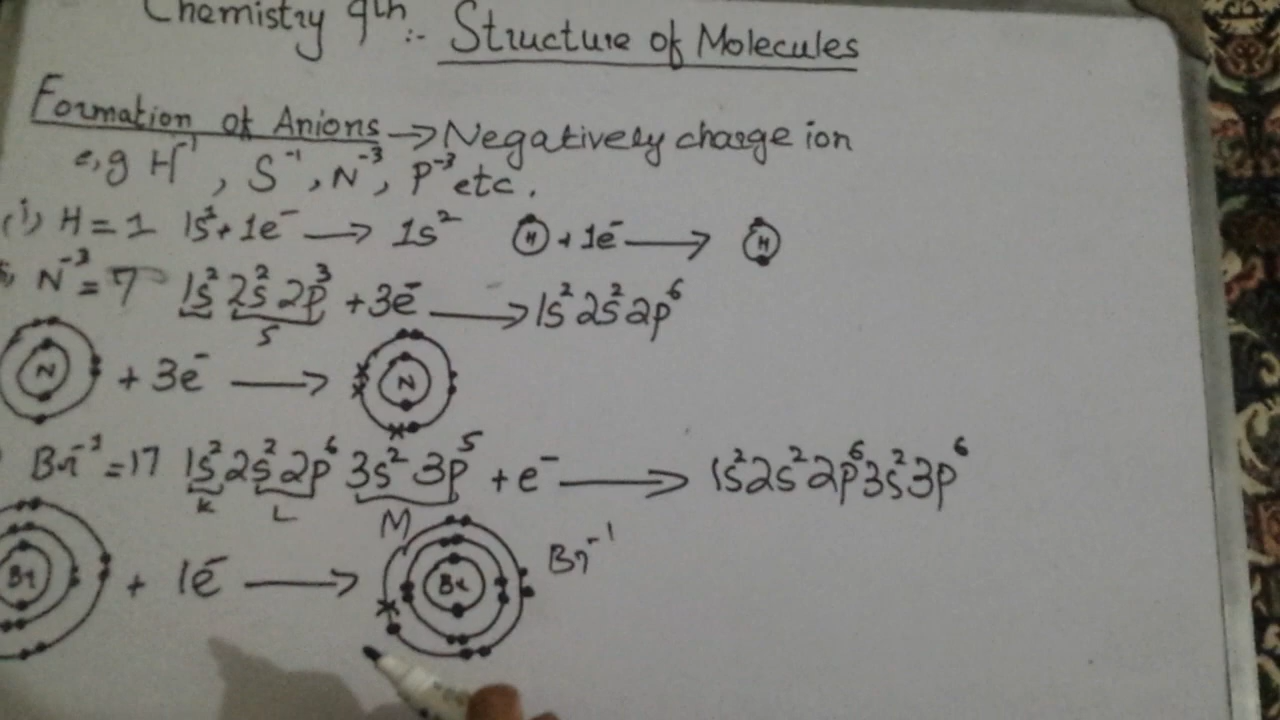 Chemistry 9th :- Structure of Molecules
Formation of Anions → Negatively charge ion
e,g H⁻¹, S⁻¹, N⁻³, P⁻³ etc.
(i) H = 1 1s¹ + 1e⁻ → 1s² H + 1e⁻ → H
N⁻³ = 7 1s² 2s² 2p³ + 3e⁻ → 1s² 2s² 2p⁶
5
N + 3e⁻ → N
Br⁻¹ = 17 1s² 2s² 2p⁶ 3s² 3p⁵ + e⁻ → 1s² 2s² 2p⁶ 3s² 3p⁶
K L M
Br + 1e⁻ → Br Br⁻¹